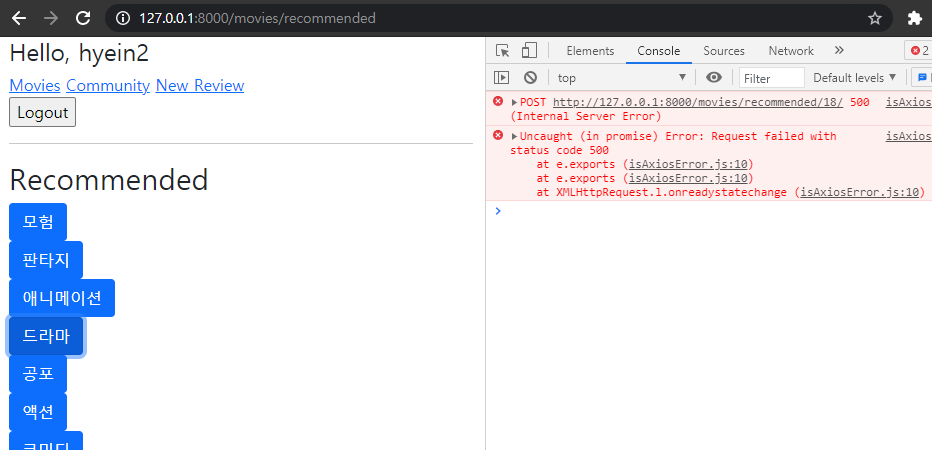 127.0.0.1:8000/movies/recommended
Hello, hyein2
Movies Community New Review
Logout
Recommended
모험
판타지
애니메이션
드라마
공포
액션
코미디
Elements Console Sources Network » 2
top Filter Default levels
POST http://127.0.0.1:8000/movies/recommended/18/ 500 isAxios
(Internal Server Error)
Uncaught (in promise) Error: Request failed with isAxios
status code 500
at e.exports (isAxiosError.js:10)
at e.exports (isAxiosError.js:10)
at XMLHttpRequest.l.onreadystatechange (isAxiosError.js:10)